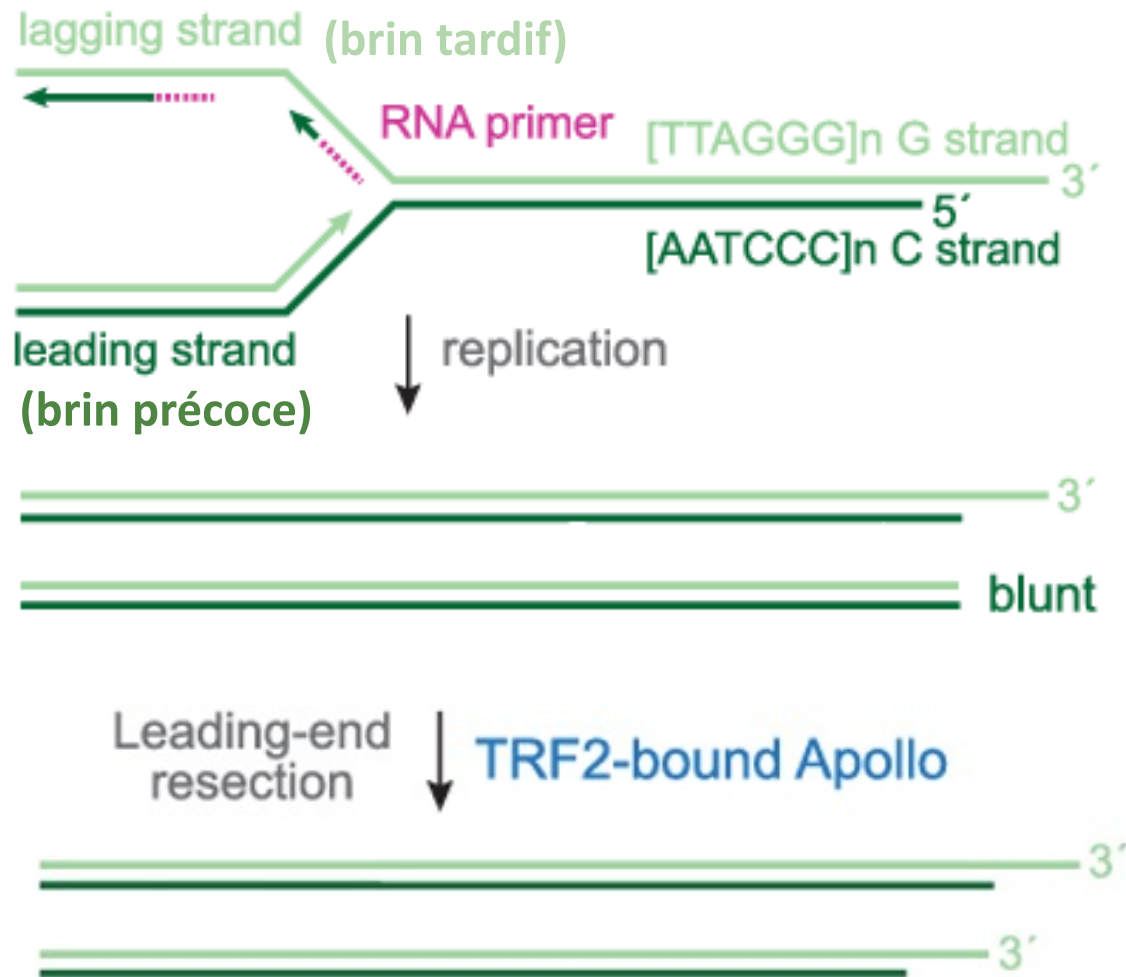 lagging strand (brin tardif)
RNA primer
[TTAGGG]n G strand
3´
5´
[AATCCC]n C strand
leading strand
(brin précoce)
replication
3´
blunt
Leading-end
resection
TRF2-bound Apollo
3´
3´